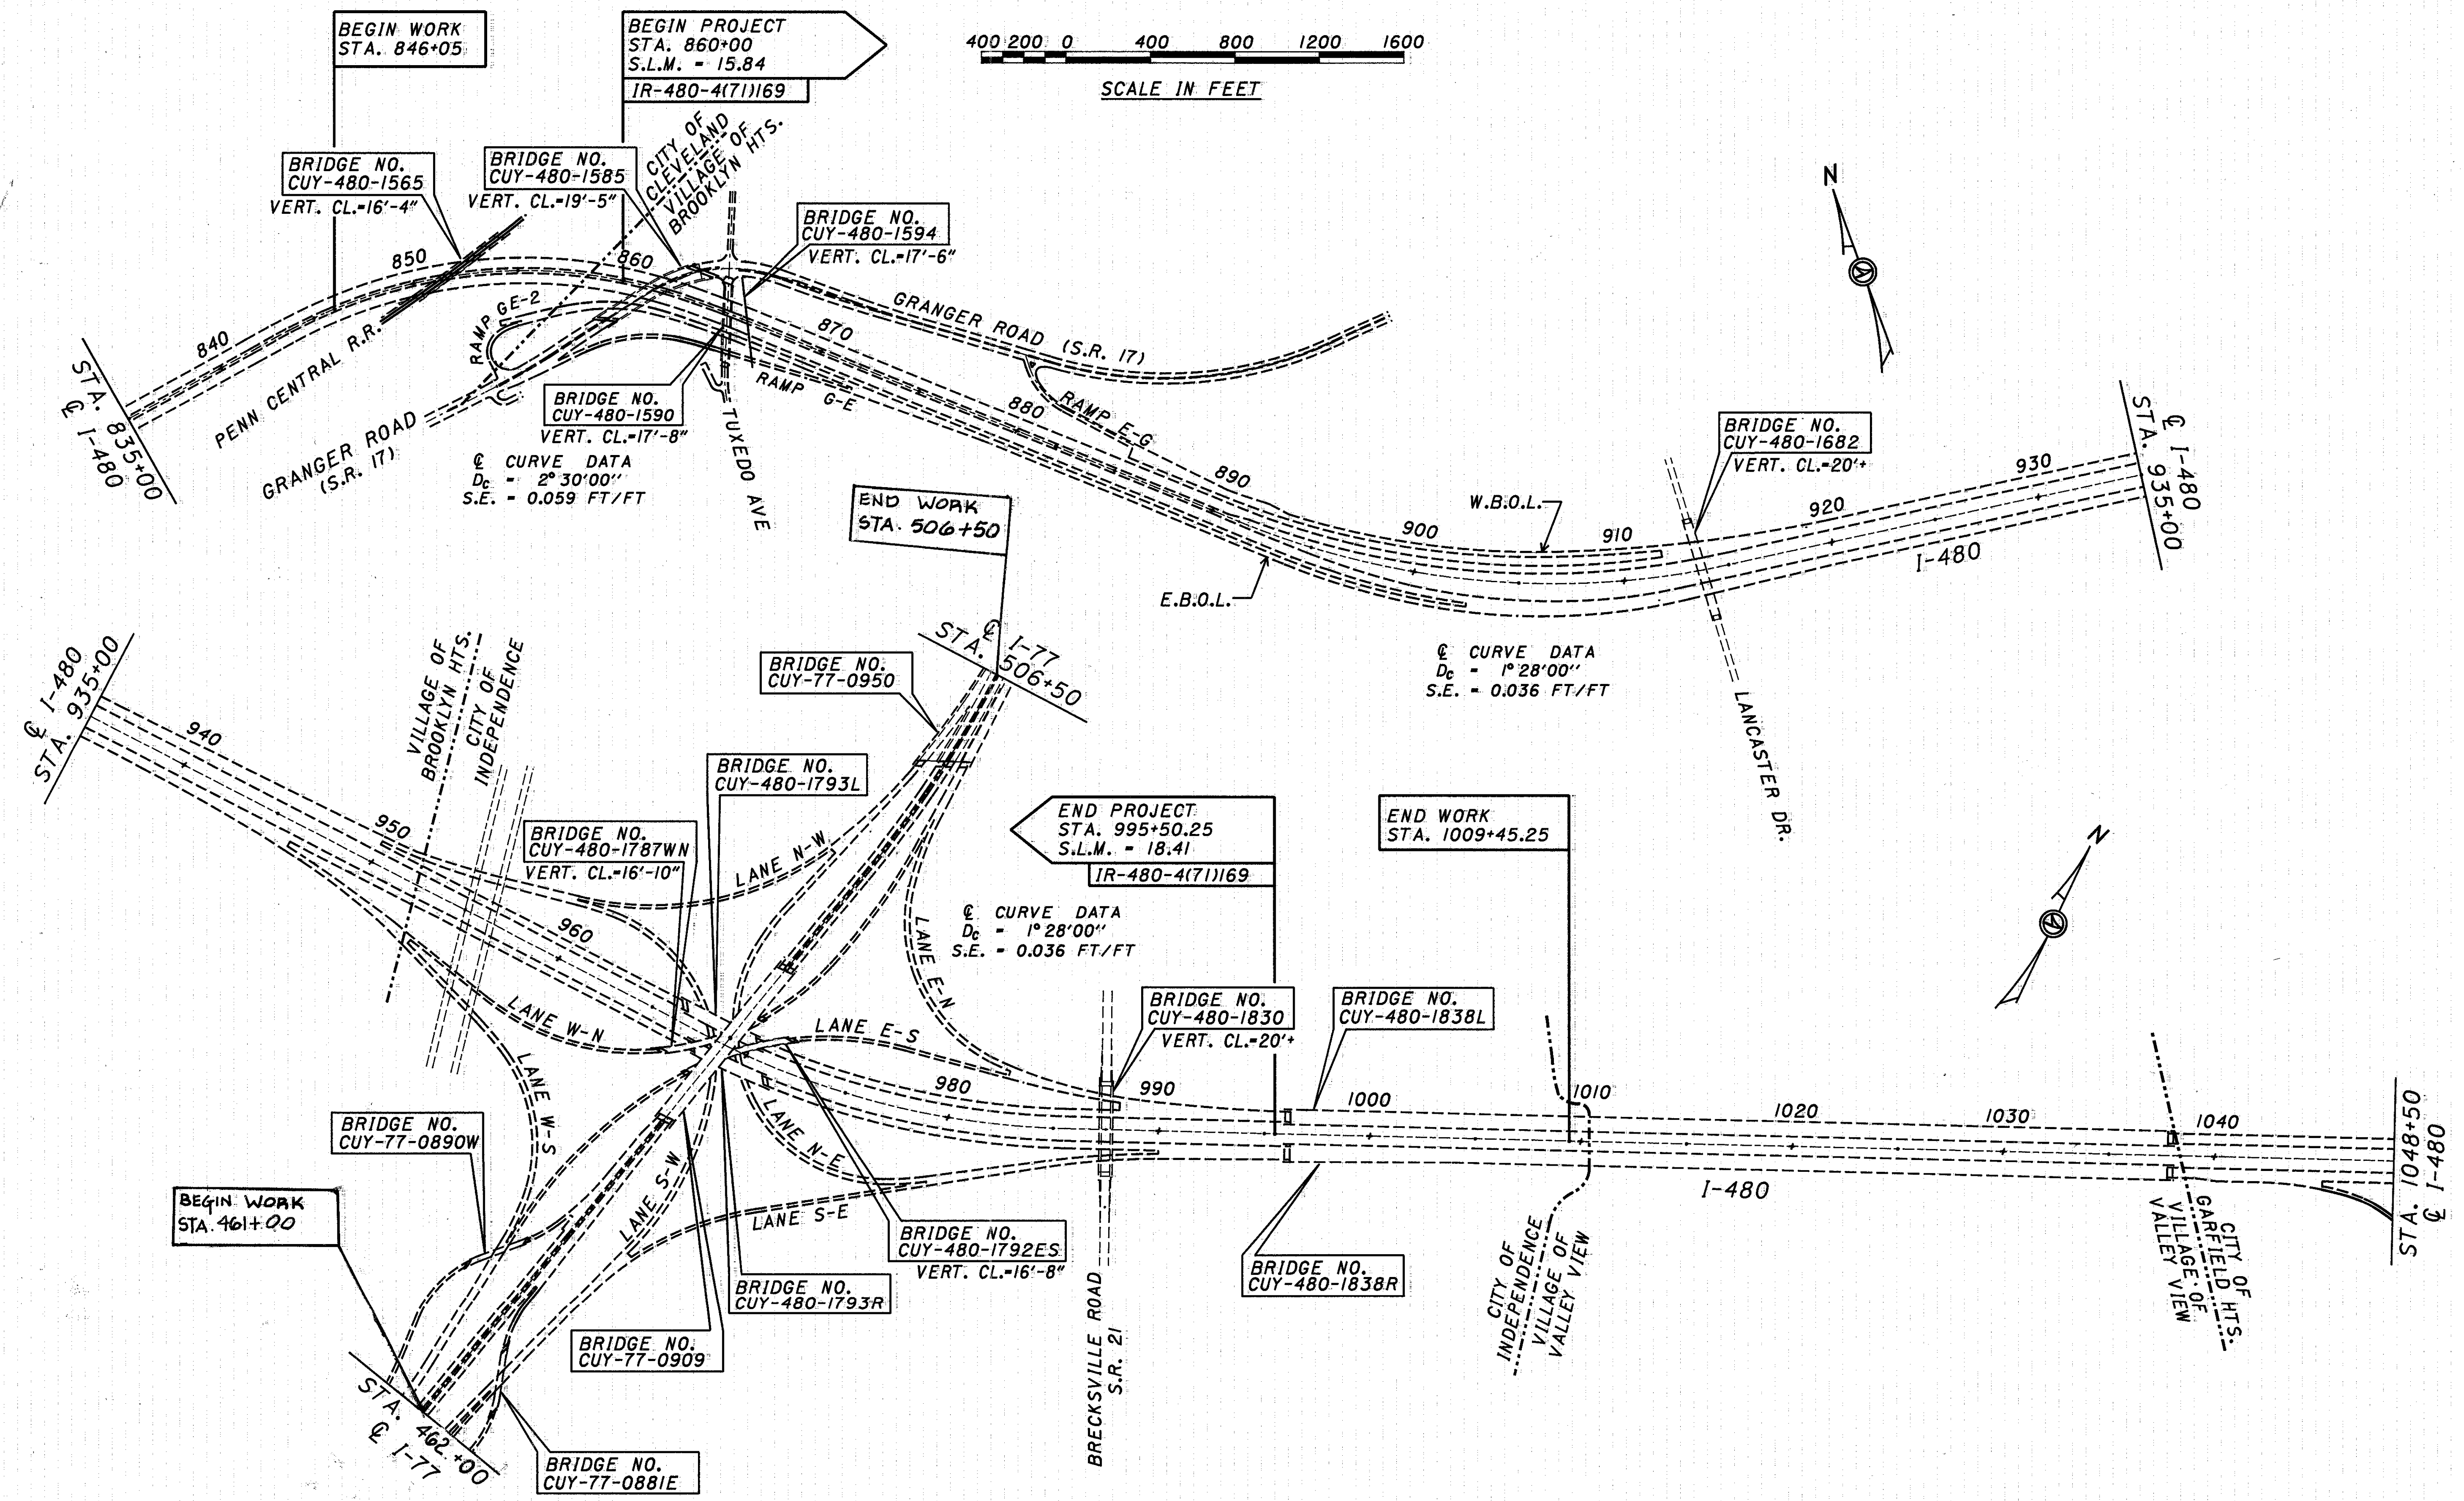 BEGIN WORK
STA. 846+05
BEGIN PROJECT
STA. 860+00
S.L.M. = 15.84
IR-480-4(71)169
400 200 0 400 800 1200 1600
SCALE IN FEET
BRIDGE NO.
CUY-480-1565
VERT. CL.=16'-4"
BRIDGE NO.
CUY-480-1585
VERT. CL.=19'-5"
CITY OF
CLEVELAND
VILLAGE OF
BROOKLYN HTS.
BRIDGE NO.
CUY-480-1594
VERT. CL.=17'-6"
N
840
850
860
870
880
890
900
910
920
930
RAMP GE-2
GRANGER ROAD (S.R. 17)
PENN CENTRAL R.R.
GRANGER ROAD
(S.R. 17)
STA. 835+00
℄ I-480
BRIDGE NO.
CUY-480-1590
VERT. CL.=17'-8"
RAMP G-E
TUXEDO AVE
RAMP E-G
℄ CURVE DATA
Dc = 2°30'00"
S.E. = 0.059 FT/FT
BRIDGE NO.
CUY-480-1682
VERT. CL.=20'+
℄ I-480
STA. 935+00
W.B.O.L.
E.B.O.L.
I-480
END WORK
STA. 506+50
℄ I-77
STA. 506+50
℄ CURVE DATA
Dc = 1°28'00"
S.E. = 0.036 FT/FT
LANCASTER DR.
℄ I-480
STA. 935+00
940
950
960
VILLAGE OF
BROOKLYN HTS.
CITY OF
INDEPENDENCE
BRIDGE NO.
CUY-77-0950
BRIDGE NO.
CUY-480-1793L
BRIDGE NO.
CUY-480-1787WN
VERT. CL.=16'-10"
LANE N-W
END PROJECT
STA. 995+50.25
S.L.M. = 18.41
IR-480-4(71)169
END WORK
STA. 1009+45.25
N
℄ CURVE DATA
Dc = 1°28'00"
S.E. = 0.036 FT/FT
LANE E-N
LANE W-N
LANE E-S
LANE W-S
LANE N-E
LANE S-W
LANE S-E
BRIDGE NO.
CUY-480-1830
VERT. CL.=20'+
BRIDGE NO.
CUY-480-1838L
980
990
1000
1010
1020
1030
1040
BRIDGE NO.
CUY-77-0890W
BEGIN WORK
STA. 461+00
BRIDGE NO.
CUY-480-1792ES
VERT. CL.=16'-8"
BRIDGE NO.
CUY-480-1793R
BRIDGE NO.
CUY-77-0909
BRIDGE NO.
CUY-77-0881E
STA. 462+00
℄ I-77
BRECKSVILLE ROAD
S.R. 21
BRIDGE NO.
CUY-480-1838R
CITY OF
INDEPENDENCE
VILLAGE OF
VALLEY VIEW
I-480
CITY OF
GARFIELD HTS.
VILLAGE OF
VALLEY VIEW
STA. 1048+50
℄ I-480